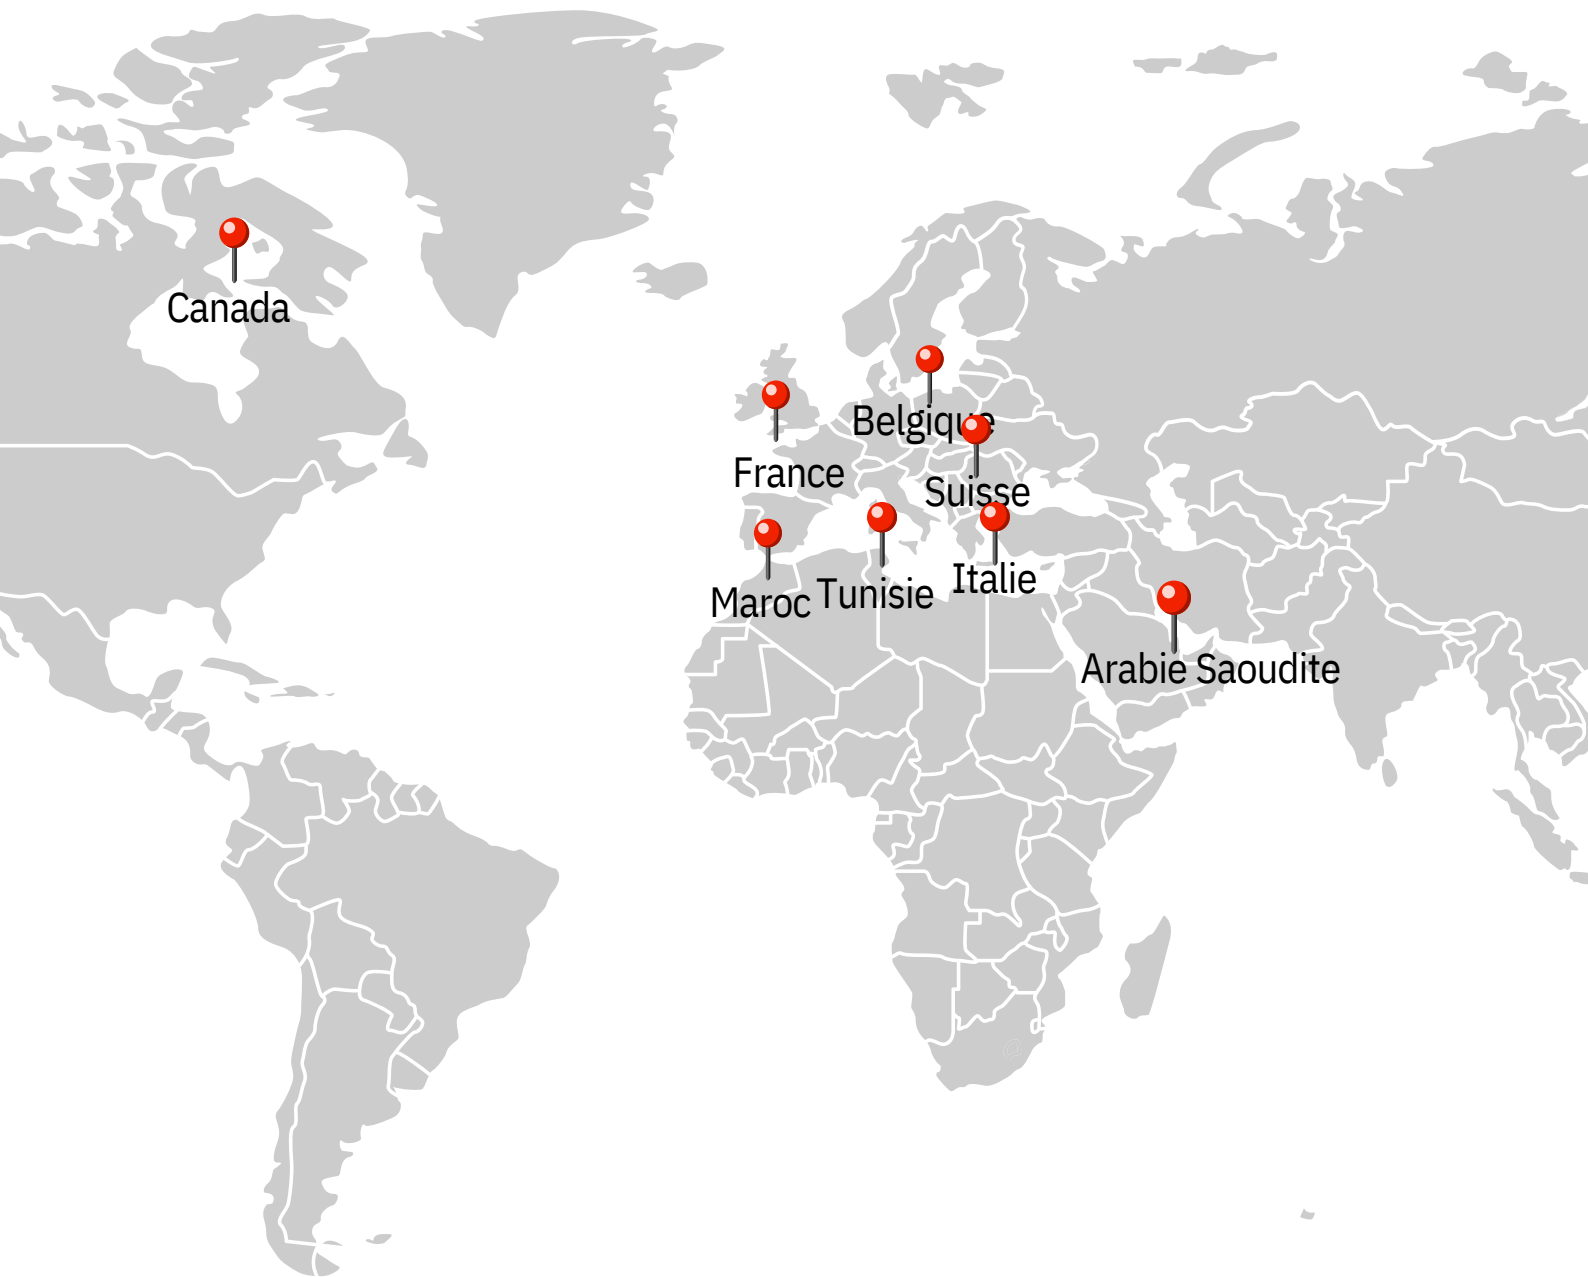 Canada
Belgique
France
Suisse
Italie
Tunisie
Maroc
Arabie Saoudite